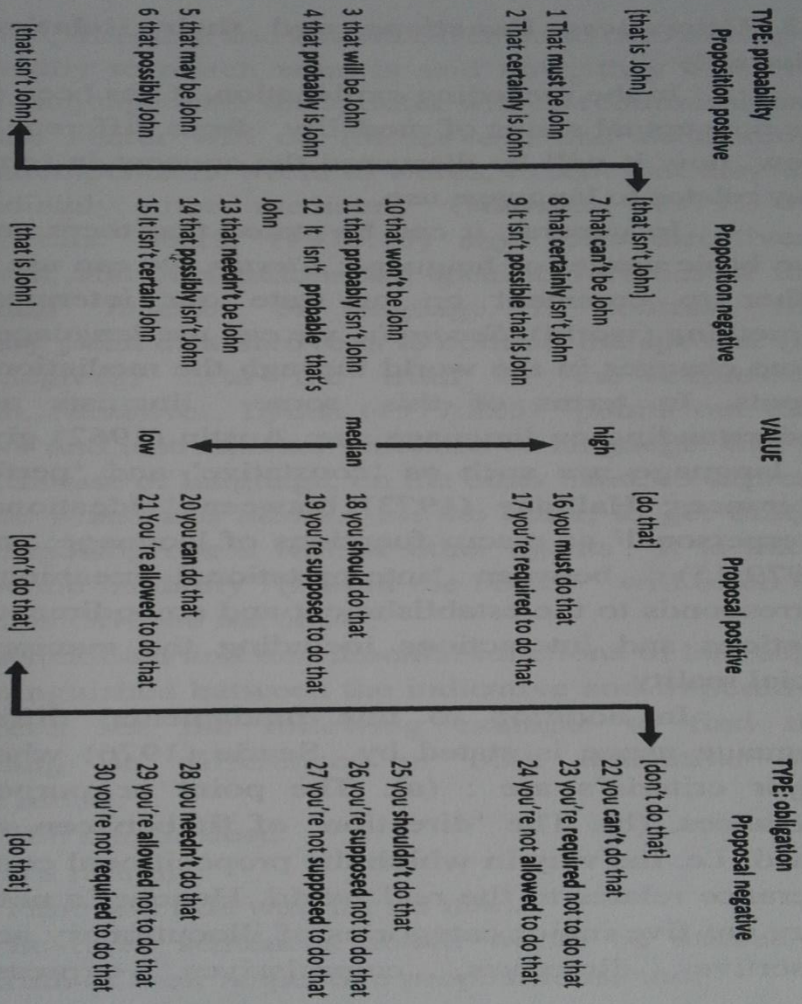 TYPE: probability VALUE TYPE: obligation
Proposition positive Proposition negative Proposal positive Proposal negative
[that is John] [that isn't John] [do that] [don't do that]
7 that can't be John high 22 you can't do that
1 That must be John 8 that certainly isn't John 16 you must do that 23 you're required not to do that
2 That certainly is John 9 It isn't possible that is John 17 you're required to do that 24 you're not allowed to do that
10 that won't be John 25 you shouldn't do that
3 that will be John 11 that probably isn't John median 18 you should do that 26 you're supposed not to do that
4 that probably is John 12 it isn't probable that's 19 you're supposed to do that 27 you're not supposed to do that
John
13 that needn't be John
5 that may be John 14 that possibly isn't John 20 you can do that 28 you needn't do that
6 that possibly John 15 it isn't certain John low 21 You're allowed to do that 29 you're allowed not to do that
30 you're not required to do that
[that isn't John] [that is John] [don't do that] [do that]